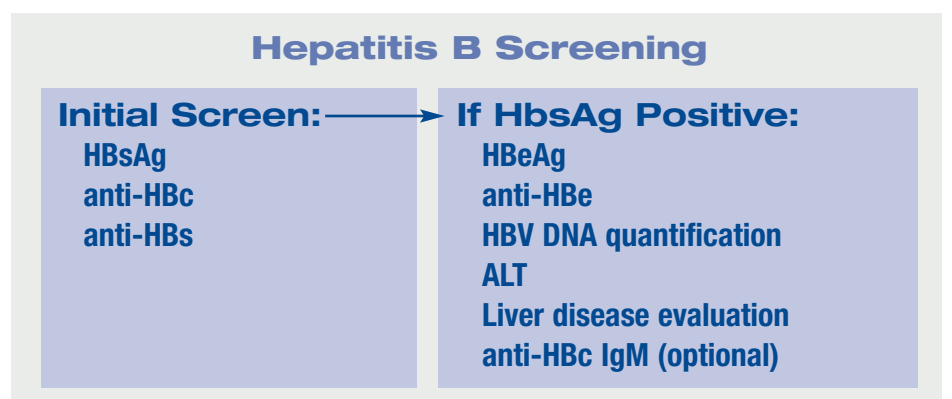 Hepatitis B Screening
Initial Screen:
HBsAg
anti-HBc
anti-HBs
If HbsAg Positive:
HBeAg
anti-HBe
HBV DNA quantification
ALT
Liver disease evaluation
anti-HBc IgM (optional)